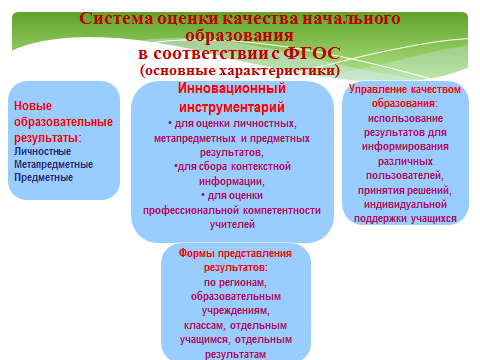 Система оценки качества начального
образования
в соответствии с ФГОС
(основные характеристики)
Новые
образовательные
результаты:
Личностные
Метапредметные
Предметные
Инновационный
инструментарий
• для оценки личностных,
метапредметных и предметных
результатов,
•для сбора контекстной
информации,
• для оценки
профессиональной компетентности
учителей
Управление качеством
образования:
использование
результатов для
информирования
различных
пользователей,
принятия решений,
индивидуальной
поддержки учащихся
Формы представления
результатов:
по регионам,
образовательным
учреждениям,
классам, отдельным
учащимся, отдельным
результатам